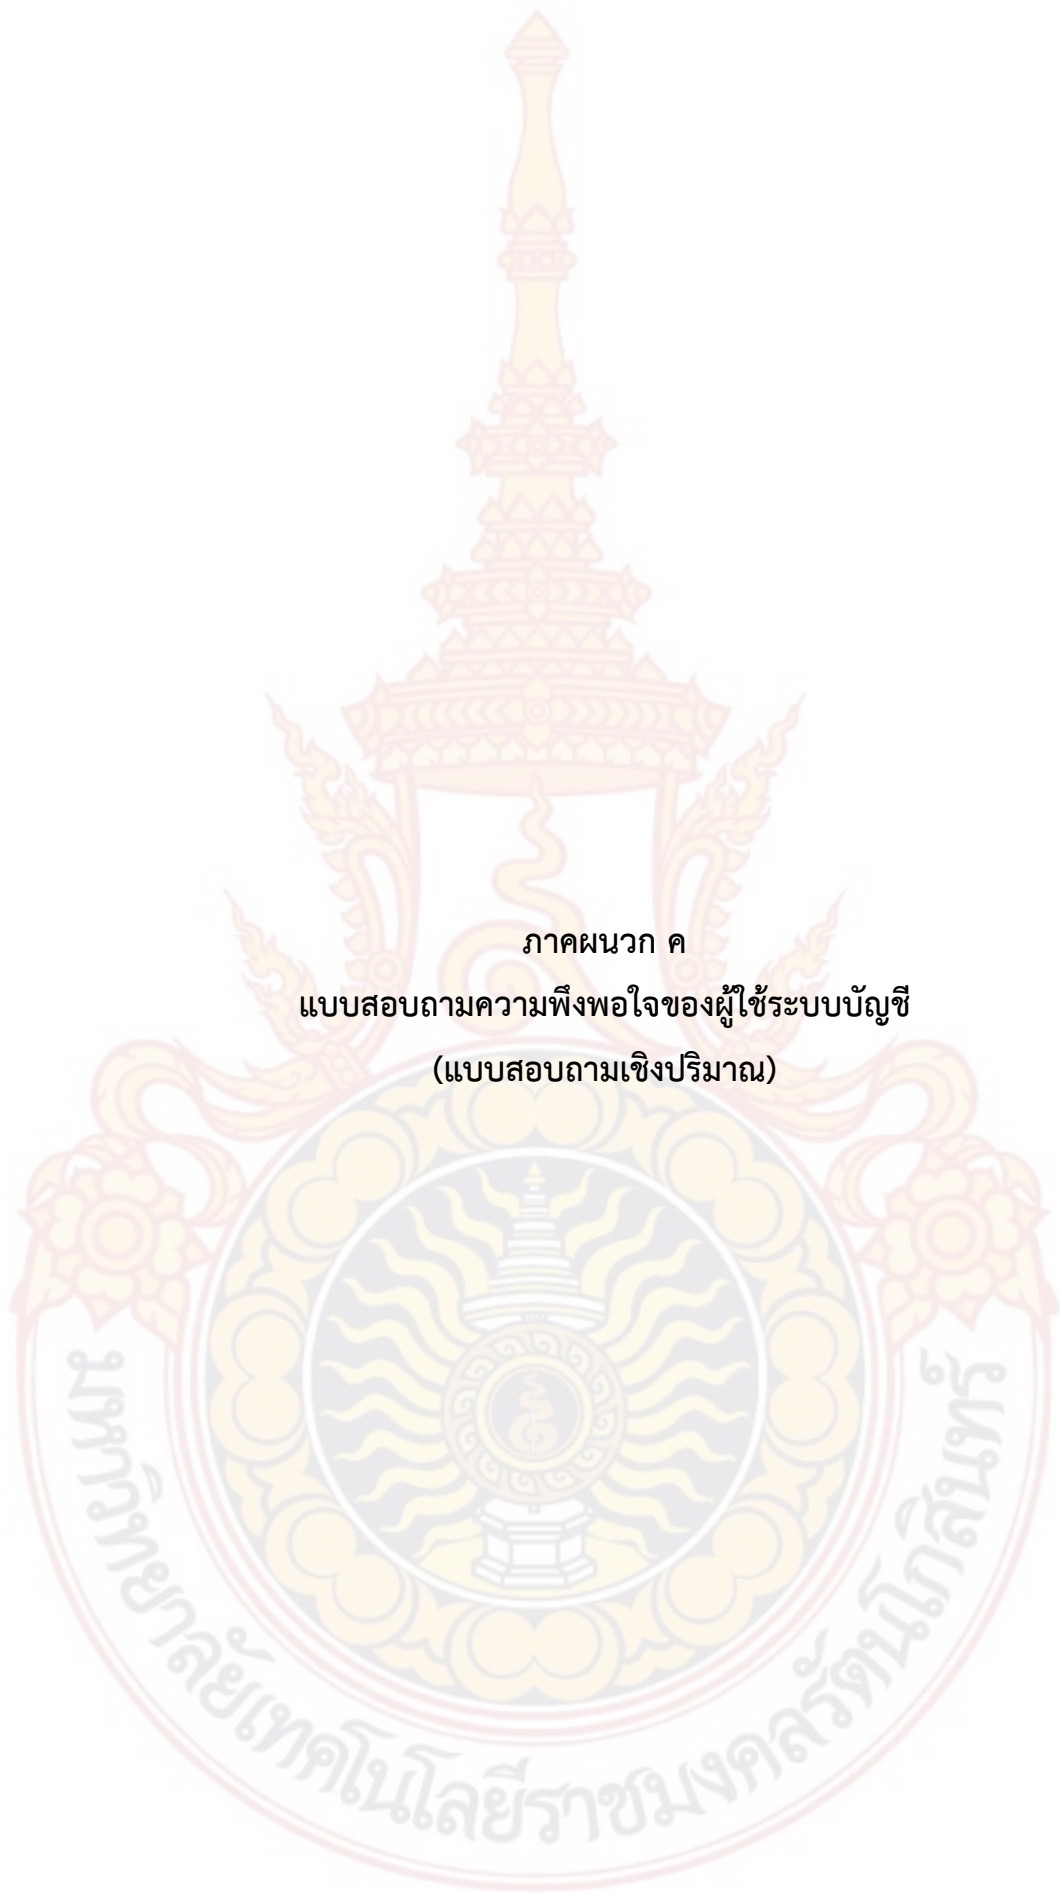 ภาคผนวก ค
แบบสอบถามความพึงพอใจของผู้ใช้ระบบบัญชี
(แบบสอบถามเชิงปริมาณ)
มหาวิทยาลัยเทคโนโลยีราชมงคลรัตนโกสินทร์